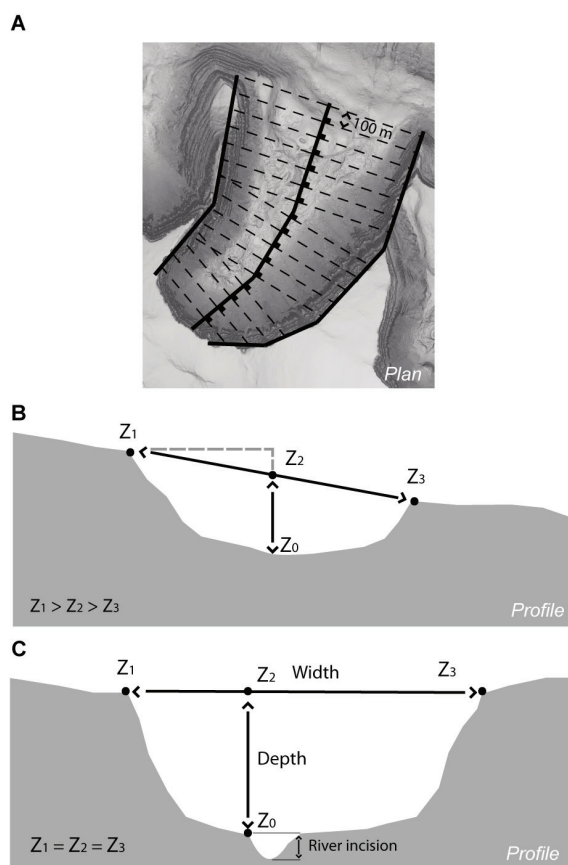 A
100 m
Plan
B
Z1
Z2
Z3
Z0
Z1 > Z2 > Z3
Profile
C
Z1
Z2
Width
Z3
Depth
Z0
River incision
Z1 = Z2 = Z3
Profile